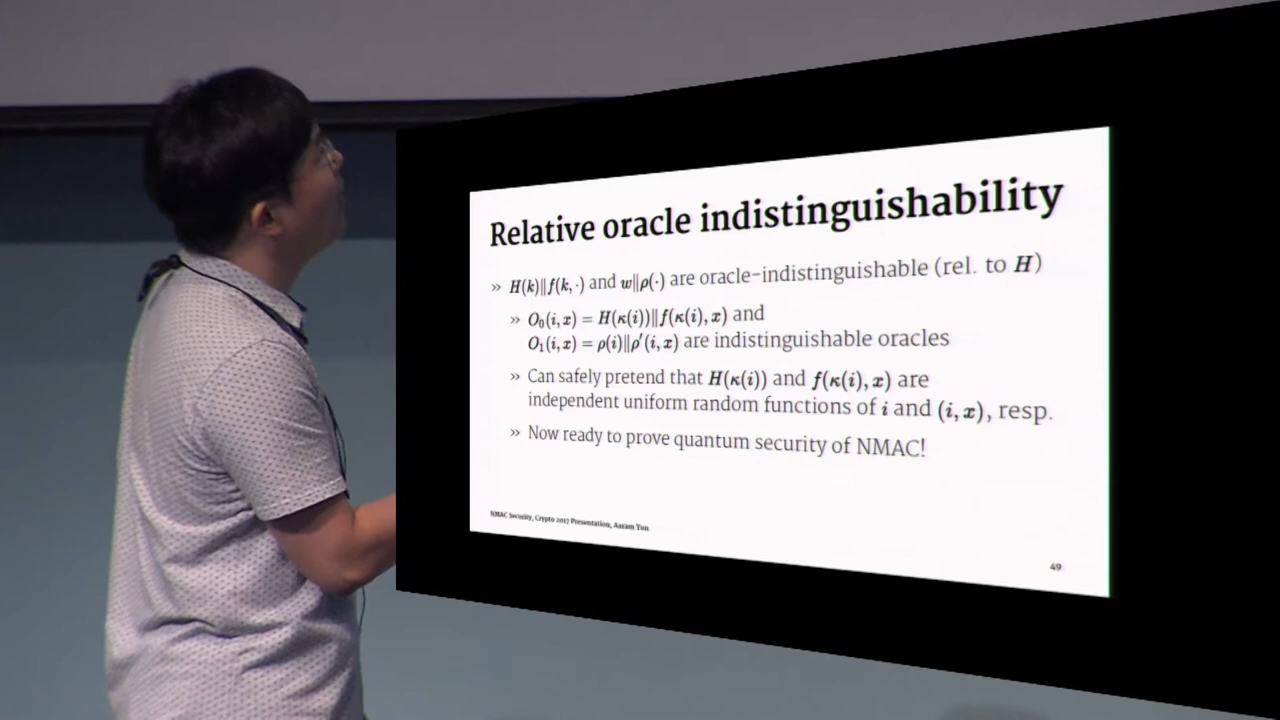 Relative oracle indistinguishability
» H(k)‖f(k, ·) and w‖ρ(·) are oracle-indistinguishable (rel. to H)
» O₀(i, x) = H(κ(i))‖f(κ(i), x) and
O₁(i, x) = ρ(i)‖ρ′(i, x) are indistinguishable oracles
» Can safely pretend that H(κ(i)) and f(κ(i), x) are
independent uniform random functions of i and (i, x), resp.
» Now ready to prove quantum security of NMAC!
NMAC Security, Crypto 2017 Presentation, Aaram Yun
49